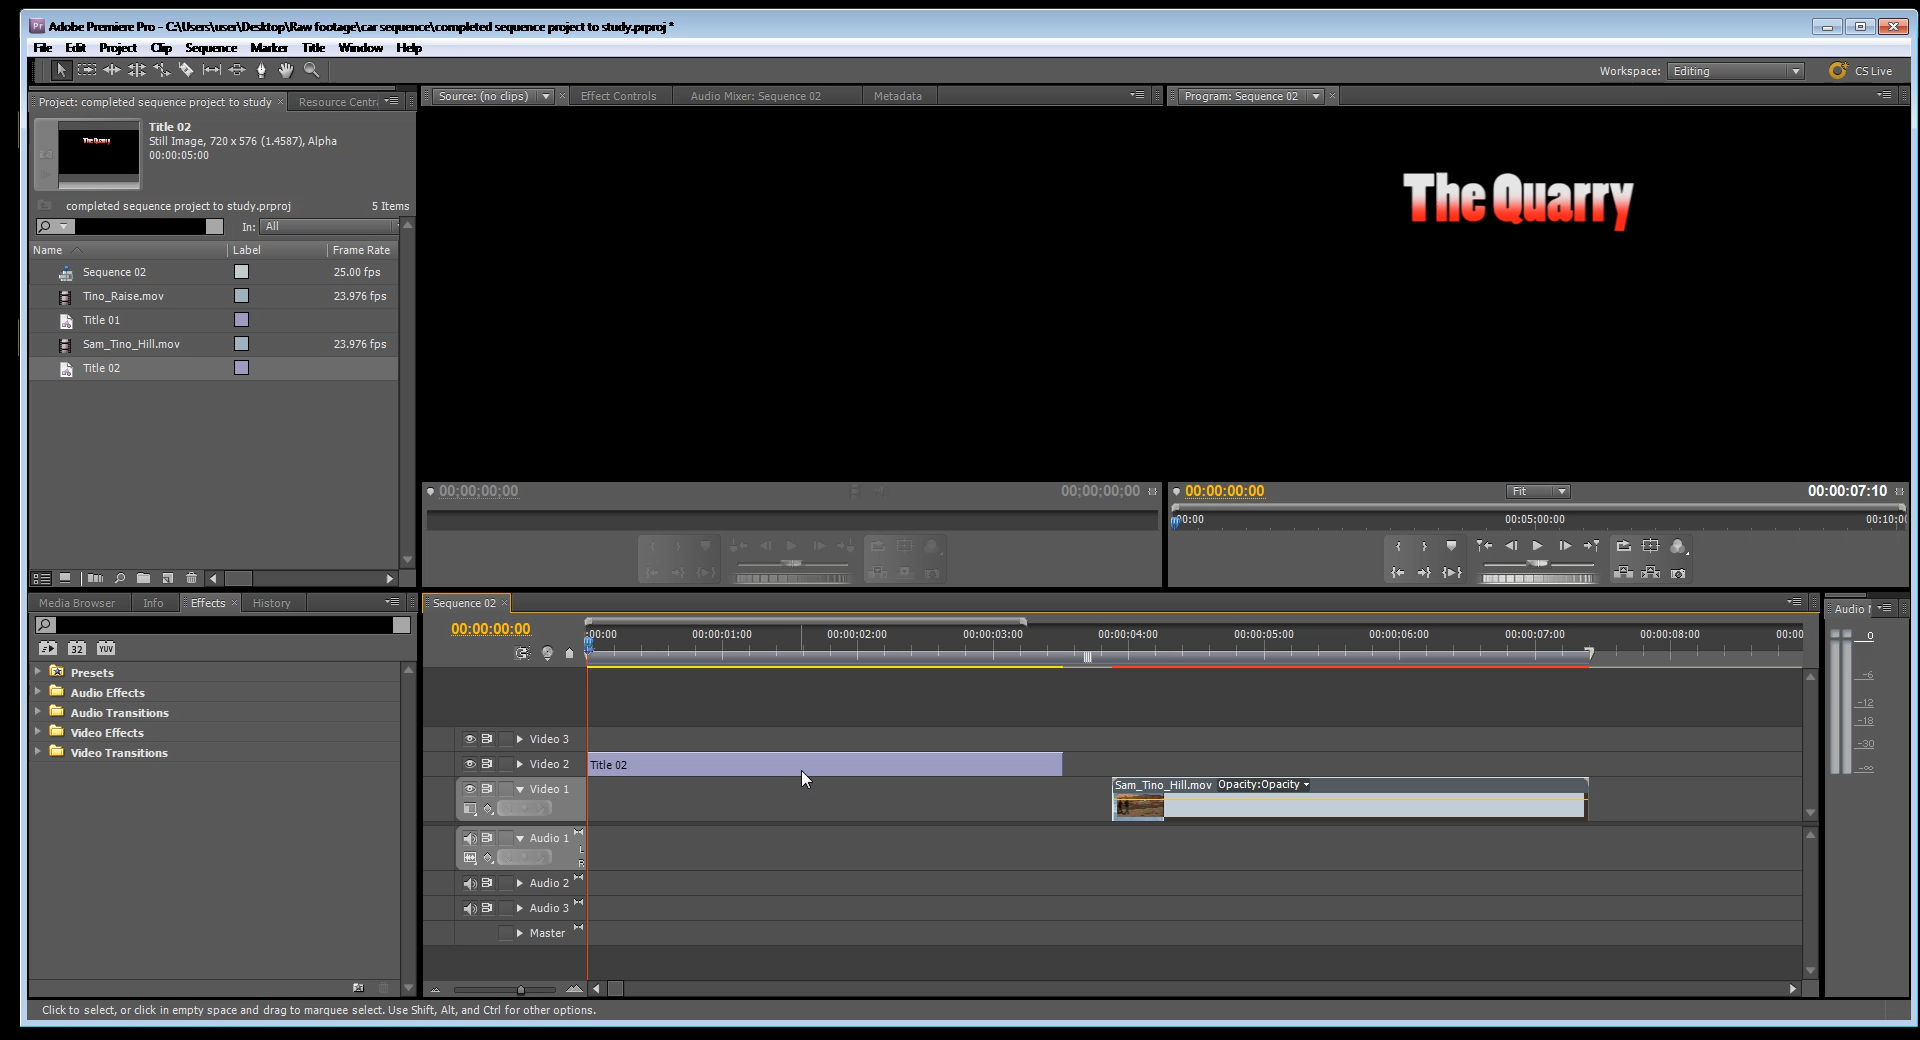 Adobe Premiere Pro - C:\Users\user\Desktop\Raw footage\car sequence\completed sequence project to study.prproj *
File Edit Project Clip Sequence Marker Title Window Help
Workspace: Editing CS Live
Project: completed sequence project to study
Resource Centr
Title 02
Still Image, 720 x 576 (1.4587), Alpha
00:00:05:00
The Quarry
completed sequence project to study.prproj 5 Items
In: All
Name Label Frame Rate
Sequence 02 25.00 fps
Tino_Raise.mov 23.976 fps
Title 01
Sam_Tino_Hill.mov 23.976 fps
Title 02
Source: (no clips) Effect Controls Audio Mixer: Sequence 02 Metadata
00;00;00;00 00;00;00;00
Program: Sequence 02
The Quarry
00:00:00:00 Fit 00:00:07:10
00:00 00:05:00:00 00:10:0
Media Browser Info Effects History
32 YUV
Presets
Audio Effects
Audio Transitions
Video Effects
Video Transitions
Sequence 02
00:00:00:00
:00:00 00:00:01:00 00:00:02:00 00:00:03:00 00:00:04:00 00:00:05:00 00:00:06:00 00:00:07:00 00:00:08:00 00:00
Video 3
Video 2 Title 02
Video 1 Sam_Tino_Hill.mov Opacity:Opacity
Audio 1
L
R
Audio 2
Audio 3
Master
Audio
0
-6
-12
-18
-30
-∞
Click to select, or click in empty space and drag to marquee select. Use Shift, Alt, and Ctrl for other options.